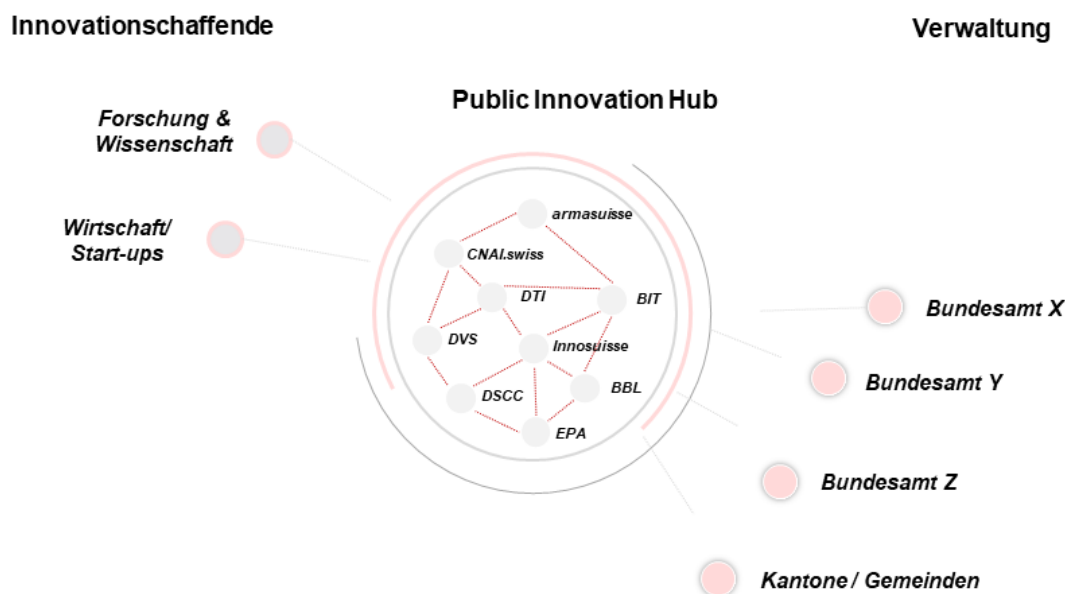 Innovationschaffende
Verwaltung
Public Innovation Hub
Forschung &
Wissenschaft
Wirtschaft/
Start-ups
armasuisse
CNAI.swiss
DTI
BIT
DVS
Innosuisse
DSCC
BBL
EPA
Bundesamt X
Bundesamt Y
Bundesamt Z
Kantone / Gemeinden